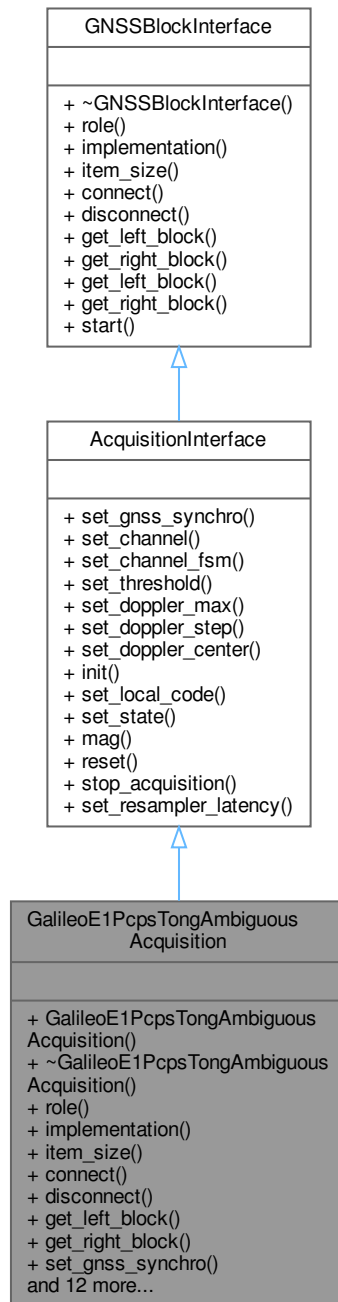 GNSSBlockInterface
+ ~GNSSBlockInterface()
+ role()
+ implementation()
+ item_size()
+ connect()
+ disconnect()
+ get_left_block()
+ get_right_block()
+ get_left_block()
+ get_right_block()
+ start()
AcquisitionInterface
+ set_gnss_synchro()
+ set_channel()
+ set_channel_fsm()
+ set_threshold()
+ set_doppler_max()
+ set_doppler_step()
+ set_doppler_center()
+ init()
+ set_local_code()
+ set_state()
+ mag()
+ reset()
+ stop_acquisition()
+ set_resampler_latency()
GalileoE1PcpsTongAmbiguous
Acquisition
+ GalileoE1PcpsTongAmbiguous
Acquisition()
+ ~GalileoE1PcpsTongAmbiguous
Acquisition()
+ role()
+ implementation()
+ item_size()
+ connect()
+ disconnect()
+ get_left_block()
+ get_right_block()
+ set_gnss_synchro()
and 12 more...